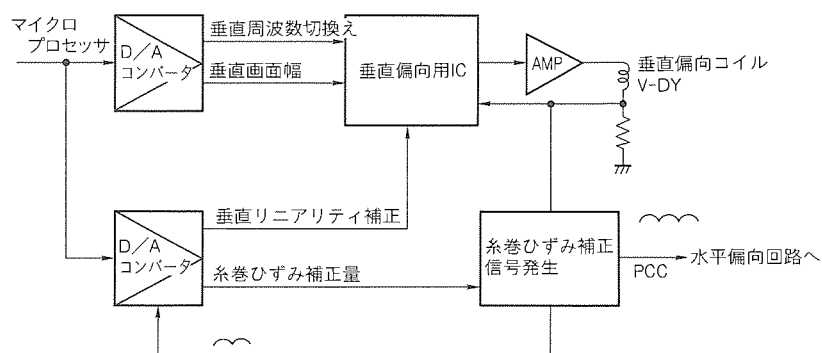 マイクロ
プロセッサ
D/A
コンバータ
垂直周波数切換え
垂直画面幅
垂直偏向用IC
AMP
垂直偏向コイル
V-DY
D/A
コンバータ
垂直リニアリティ補正
糸巻ひずみ補正量
糸巻ひずみ補正
信号発生
PCC
水平偏向回路へ